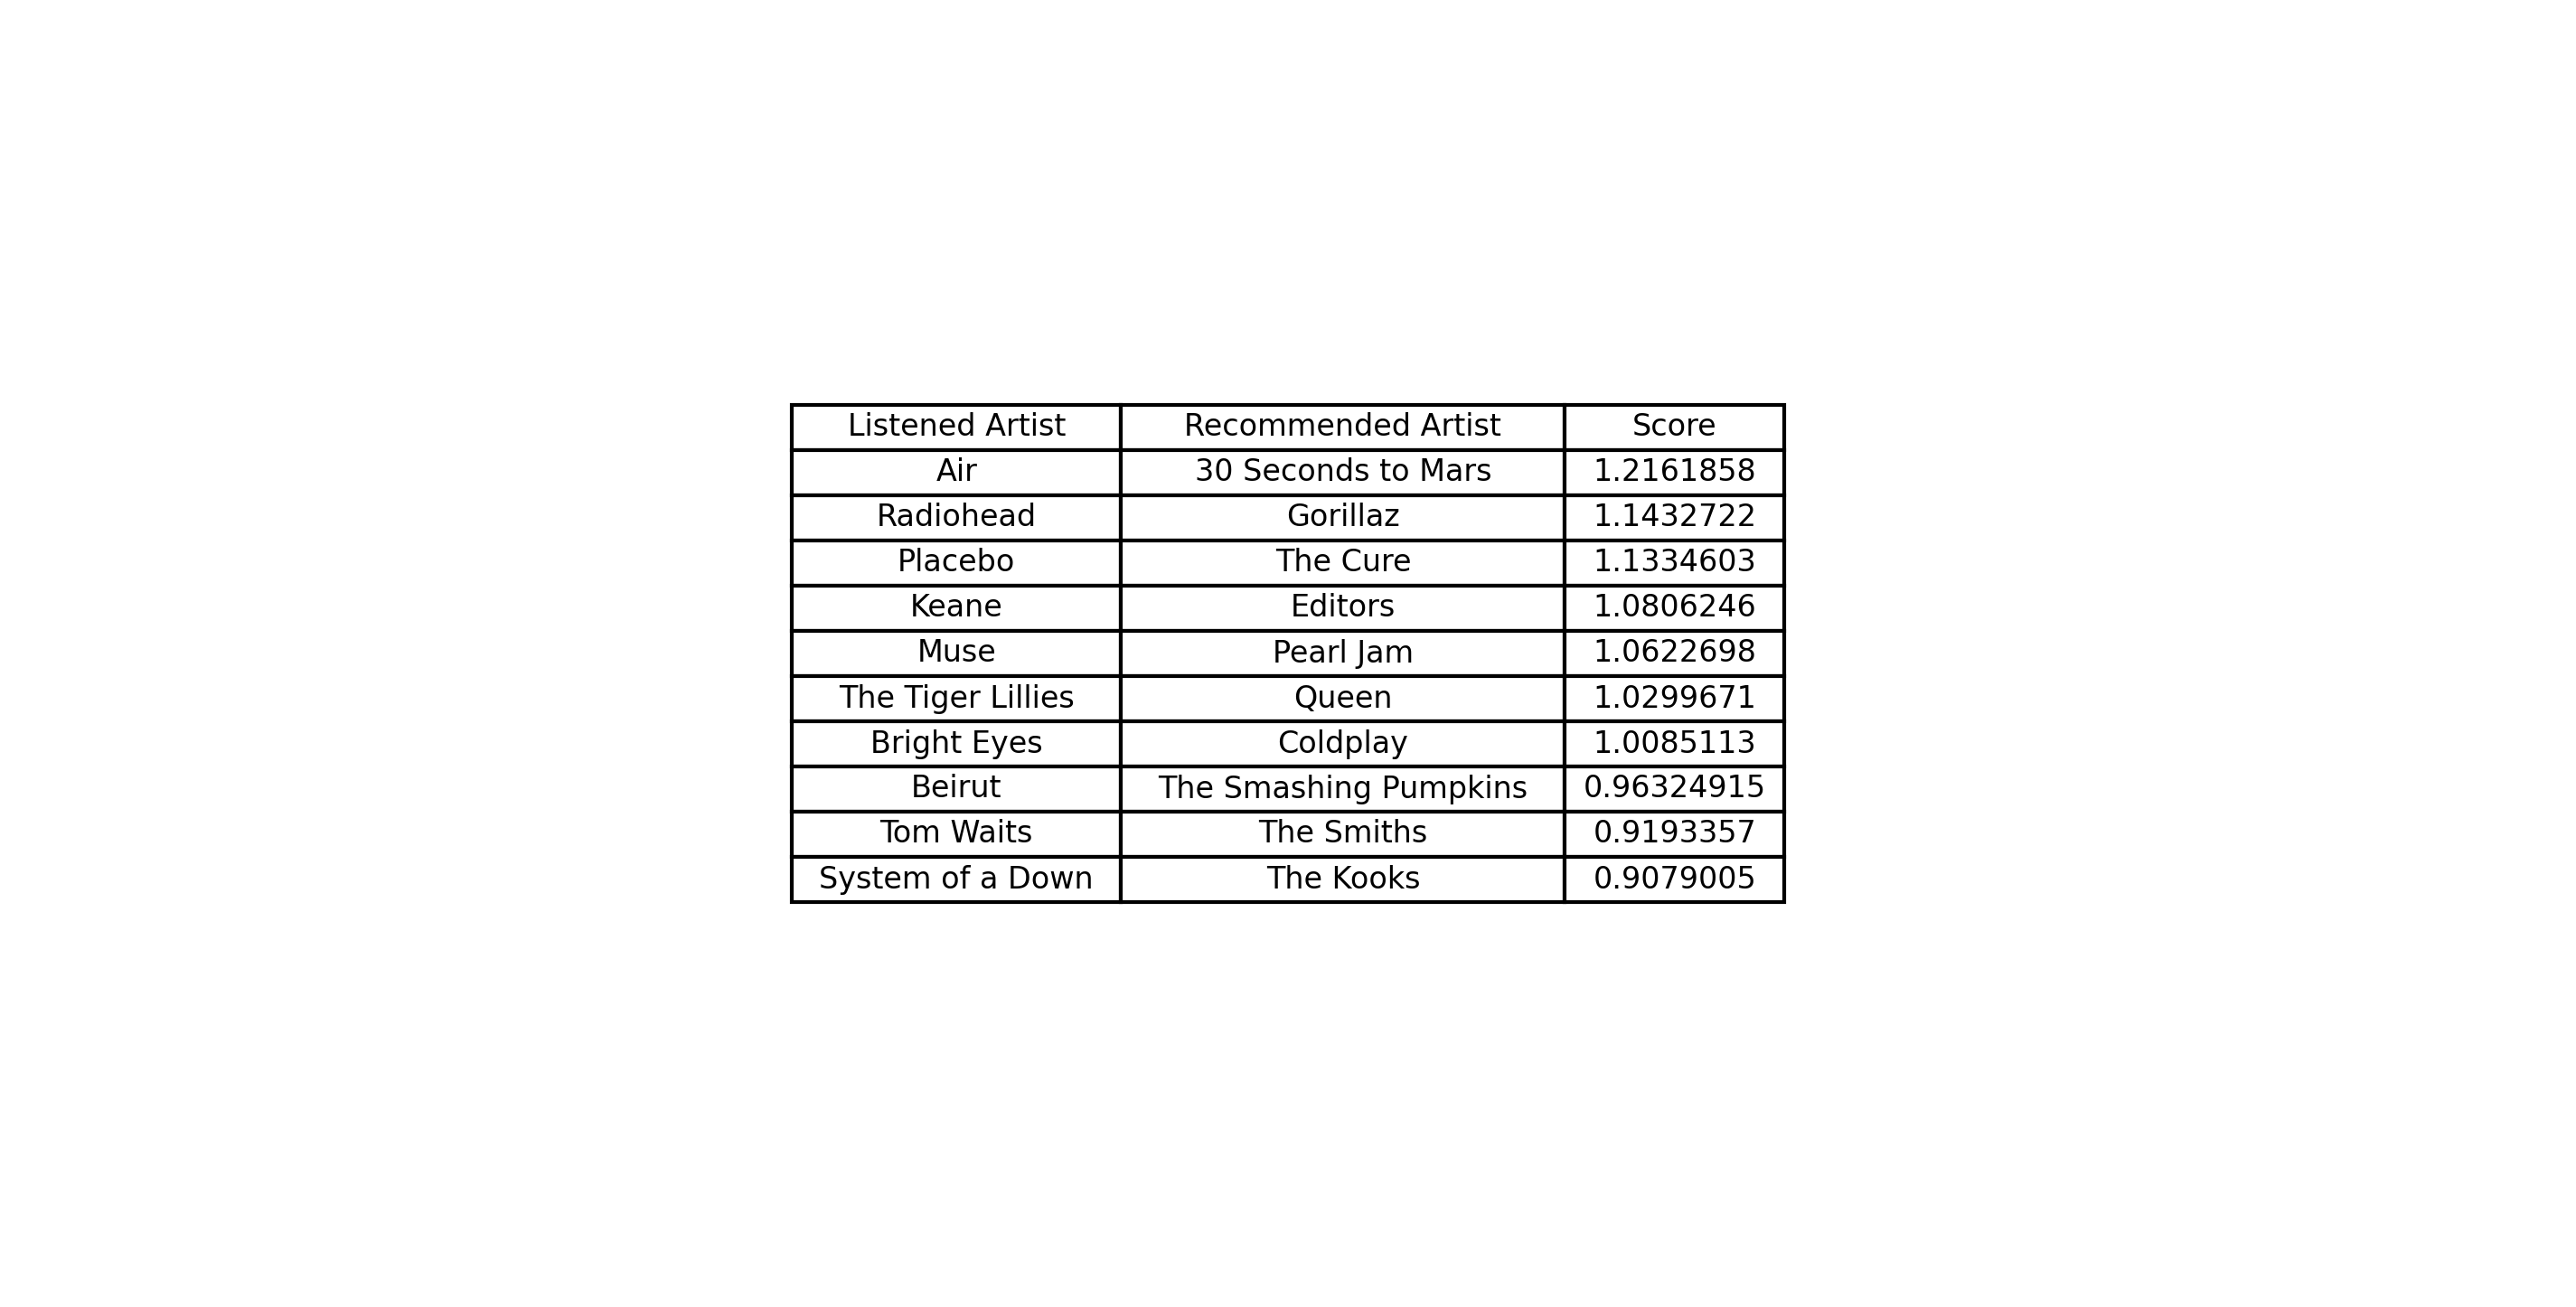 Listened Artist Recommended Artist Score
Air 30 Seconds to Mars 1.2161858
Radiohead Gorillaz 1.1432722
Placebo The Cure 1.1334603
Keane Editors 1.0806246
Muse Pearl Jam 1.0622698
The Tiger Lillies Queen 1.0299671
Bright Eyes Coldplay 1.0085113
Beirut The Smashing Pumpkins 0.96324915
Tom Waits The Smiths 0.9193357
System of a Down The Kooks 0.9079005